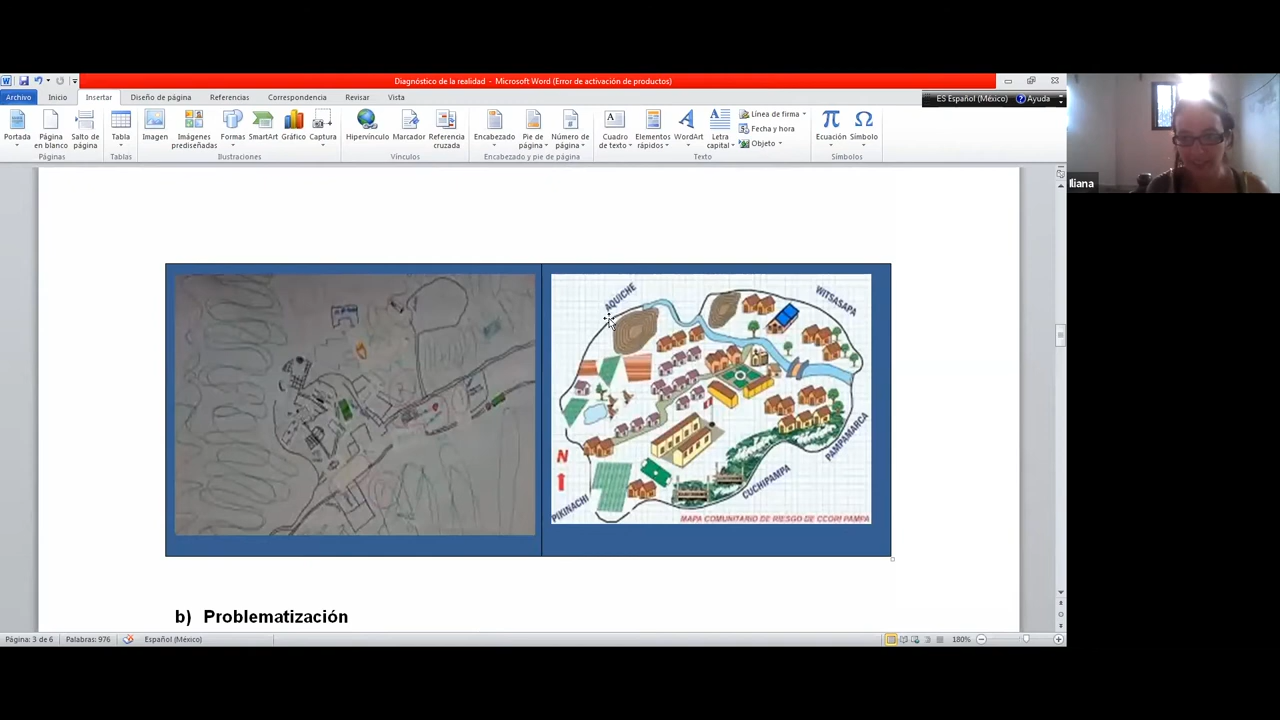 Diagnóstico de la realidad - Microsoft Word (Error de activación de productos)
Archivo Inicio Insertar Diseño de página Referencias Correspondencia Revisar Vista
ES Español (México) Ayuda
Portada Página en blanco Salto de página
Tabla
Imagen Imágenes prediseñadas Formas SmartArt Gráfico Captura
Hipervínculo Marcador Referencia cruzada
Encabezado Pie de página Número de página
Cuadro de texto Elementos rápidos WordArt Letra capital
Línea de firma
Fecha y hora
Objeto
Ecuación Símbolo
Páginas Tablas Ilustraciones Vínculos Encabezado y pie de página Texto Símbolos
Iliana
AQUICHE
WITSASAPA
PAMPAMARCA
CUCHIPAMPA
N
PIKINACHI
MAPA COMUNITARIO DE RIESGO DE CCORI PAMPA
b) Problematización
Página: 3 de 6 Palabras: 976 Español (México) 180%